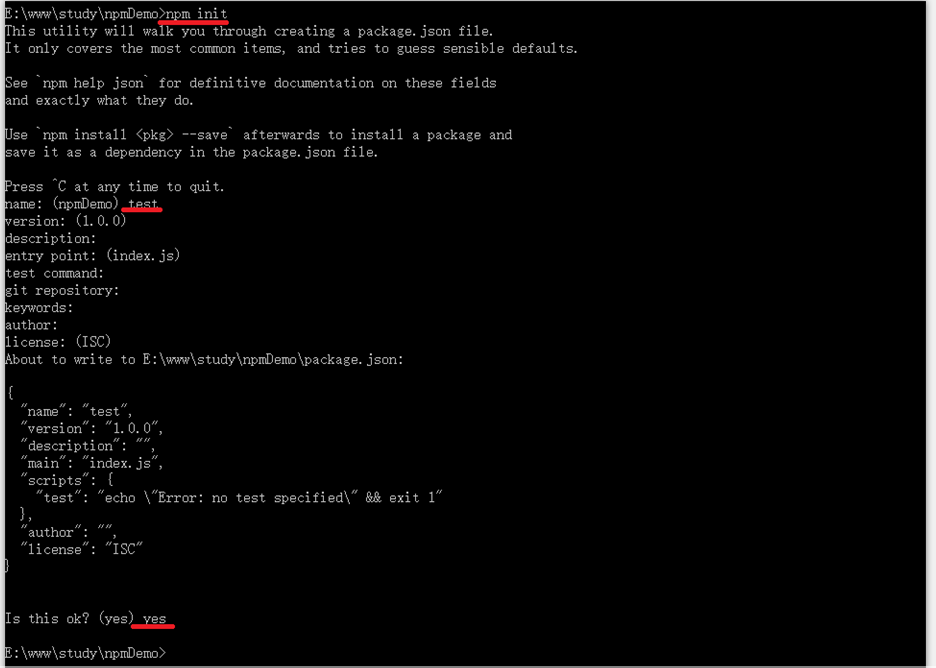 E:\www\study\npmDemo>npm init
This utility will walk you through creating a package.json file.
It only covers the most common items, and tries to guess sensible defaults.
See `npm help json` for definitive documentation on these fields
and exactly what they do.
Use `npm install <pkg> --save` afterwards to install a package and
save it as a dependency in the package.json file.
Press ^C at any time to quit.
name: (npmDemo) test
version: (1.0.0)
description:
entry point: (index.js)
test command:
git repository:
keywords:
author:
license: (ISC)
About to write to E:\www\study\npmDemo\package.json:
{
  "name": "test",
  "version": "1.0.0",
  "description": "",
  "main": "index.js",
  "scripts": {
    "test": "echo \"Error: no test specified\" && exit 1"
  },
  "author": "",
  "license": "ISC"
}
Is this ok? (yes) yes
E:\www\study\npmDemo>